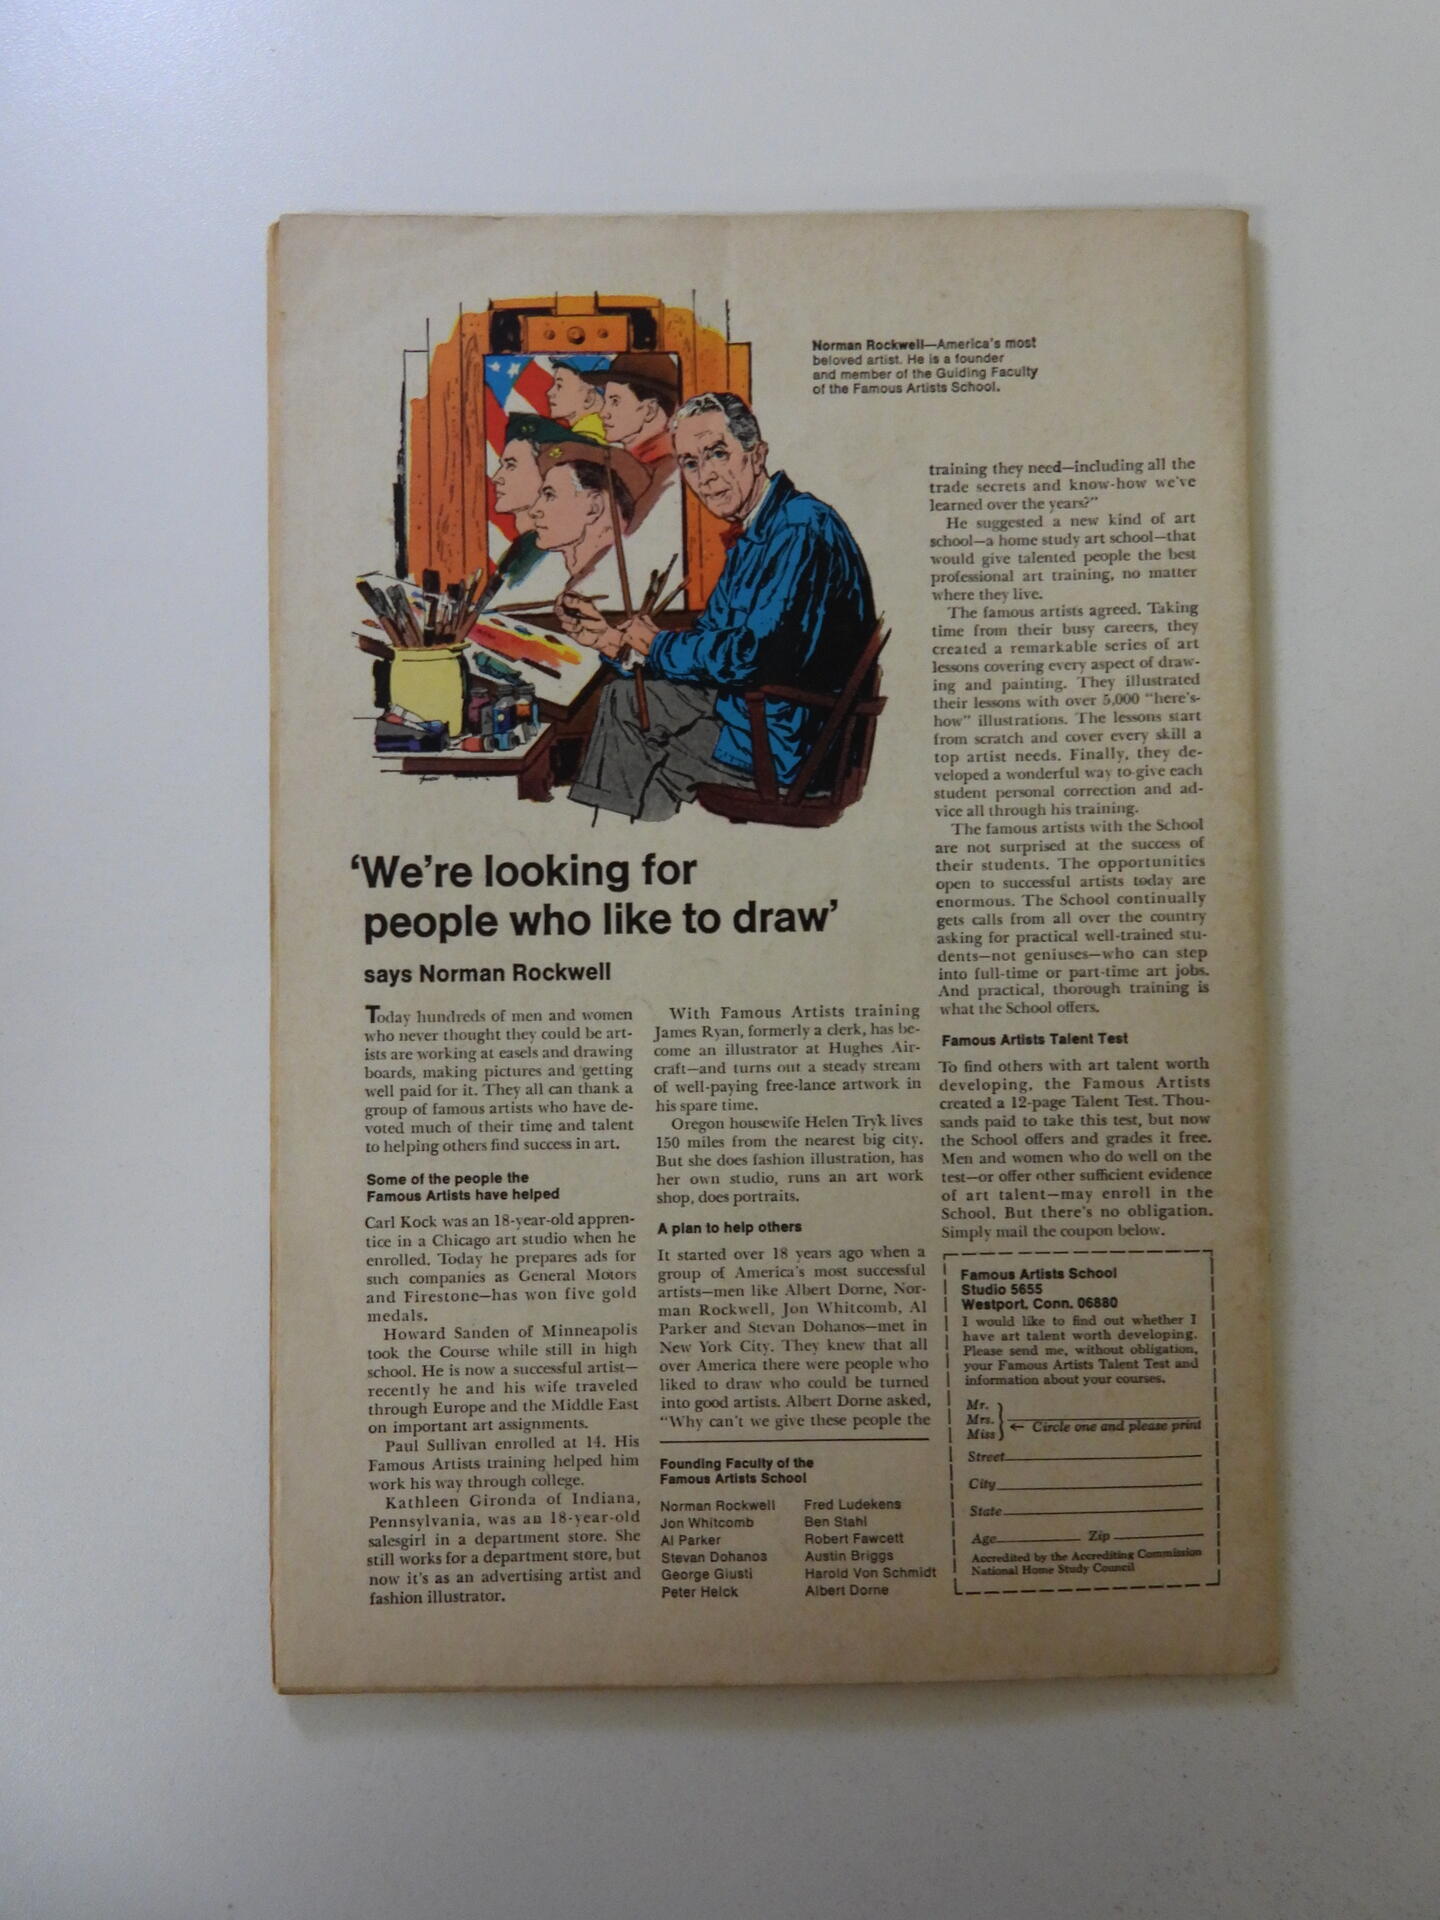 Norman Rockwell—America's most
beloved artist. He is a founder
and member of the Guiding Faculty
of the Famous Artists School.
'We're looking for
people who like to draw'
says Norman Rockwell
Today hundreds of men and women
who never thought they could be art-
ists are working at easels and drawing
boards, making pictures and getting
well paid for it. They all can thank a
group of famous artists who have de-
voted much of their time and talent
to helping others find success in art.
Some of the people the
Famous Artists have helped
Carl Kock was an 18-year-old appren-
tice in a Chicago art studio when he
enrolled. Today he prepares ads for
such companies as General Motors
and Firestone—has won five gold
medals.
Howard Sanden of Minneapolis
took the Course while still in high
school. He is now a successful artist—
recently he and his wife traveled
through Europe and the Middle East
on important art assignments.
Paul Sullivan enrolled at 14. His
Famous Artists training helped him
work his way through college.
Kathleen Gironda of Indiana,
Pennsylvania, was an 18-year-old
salesgirl in a department store. She
still works for a department store, but
now it's as an advertising artist and
fashion illustrator.
With Famous Artists training
James Ryan, formerly a clerk, has be-
come an illustrator at Hughes Air-
craft—and turns out a steady stream
of well-paying free-lance artwork in
his spare time.
Oregon housewife Helen Tryk lives
150 miles from the nearest big city.
But she does fashion illustration, has
her own studio, runs an art work
shop, does portraits.
A plan to help others
It started over 18 years ago when a
group of America's most successful
artists—men like Albert Dorne, Nor-
man Rockwell, Jon Whitcomb, Al
Parker and Stevan Dohanos—met in
New York City. They knew that all
over America there were people who
liked to draw who could be turned
into good artists. Albert Dorne asked,
"Why can't we give these people the
Founding Faculty of the
Famous Artists School
Norman Rockwell
Jon Whitcomb
Al Parker
Stevan Dohanos
George Giusti
Peter Helck
Fred Ludekens
Ben Stahl
Robert Fawcett
Austin Briggs
Harold Von Schmidt
Albert Dorne
training they need—including all the
trade secrets and know-how we've
learned over the years?"
He suggested a new kind of art
school—a home study art school—that
would give talented people the best
professional art training, no matter
where they live.
The famous artists agreed. Taking
time from their busy careers, they
created a remarkable series of art
lessons covering every aspect of draw-
ing and painting. They illustrated
their lessons with over 5,000 "here's-
how" illustrations. The lessons start
from scratch and cover every skill a
top artist needs. Finally, they de-
veloped a wonderful way to give each
student personal correction and ad-
vice all through his training.
The famous artists with the School
are not surprised at the success of
their students. The opportunities
open to successful artists today are
enormous. The School continually
gets calls from all over the country
asking for practical well-trained stu-
dents—not geniuses—who can step
into full-time or part-time art jobs.
And practical, thorough training is
what the School offers.
Famous Artists Talent Test
To find others with art talent worth
developing, the Famous Artists
created a 12-page Talent Test. Thou-
sands paid to take this test, but now
the School offers and grades it free.
Men and women who do well on the
test—or offer other sufficient evidence
of art talent—may enroll in the
School. But there's no obligation.
Simply mail the coupon below.
Famous Artists School
Studio 5655
Westport, Conn. 06880
I would like to find out whether I
have art talent worth developing.
Please send me, without obligation,
your Famous Artists Talent Test and
information about your courses.
Mr.
Mrs.
Miss
← Circle one and please print
Street
City
State
Age Zip
Accredited by the Accrediting Commission
National Home Study Council